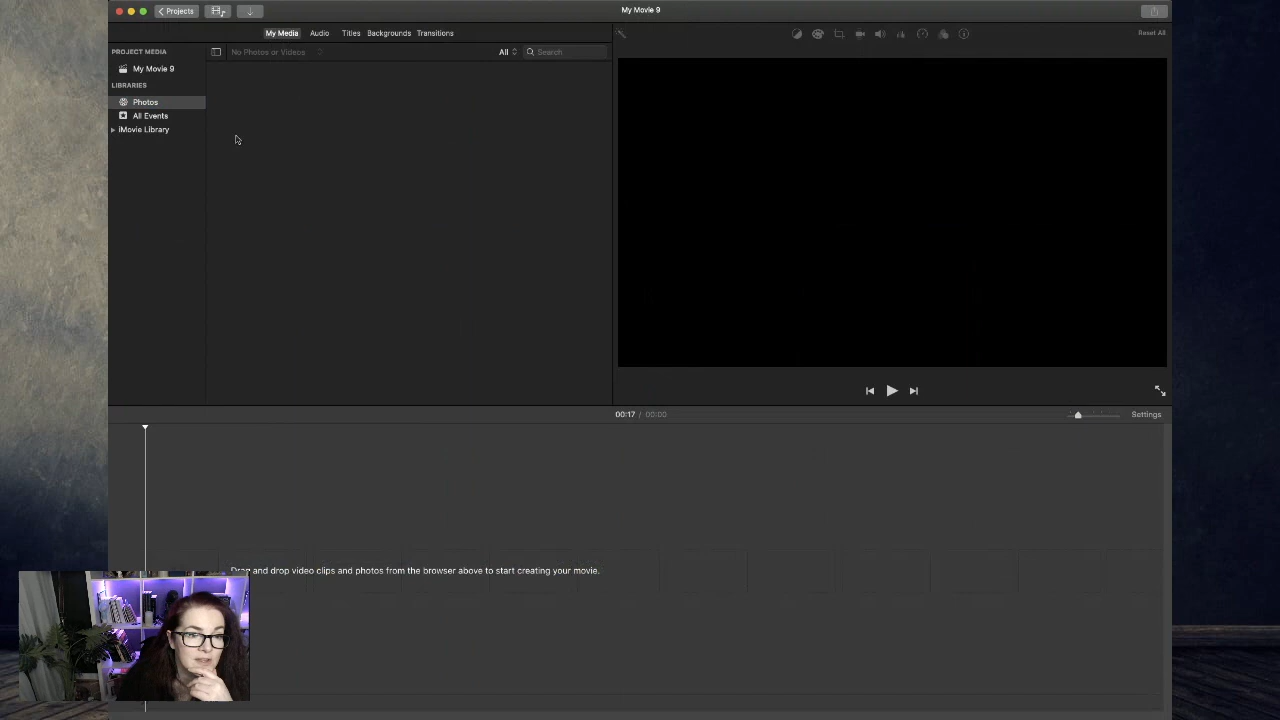 Projects
My Movie 9
My Media Audio Titles Backgrounds Transitions
Reset All
PROJECT MEDIA
No Photos or Videos
All
Search
My Movie 9
LIBRARIES
Photos
All Events
iMovie Library
00:17 / 00:00
Settings
Drag and drop video clips and photos from the browser above to start creating your movie.